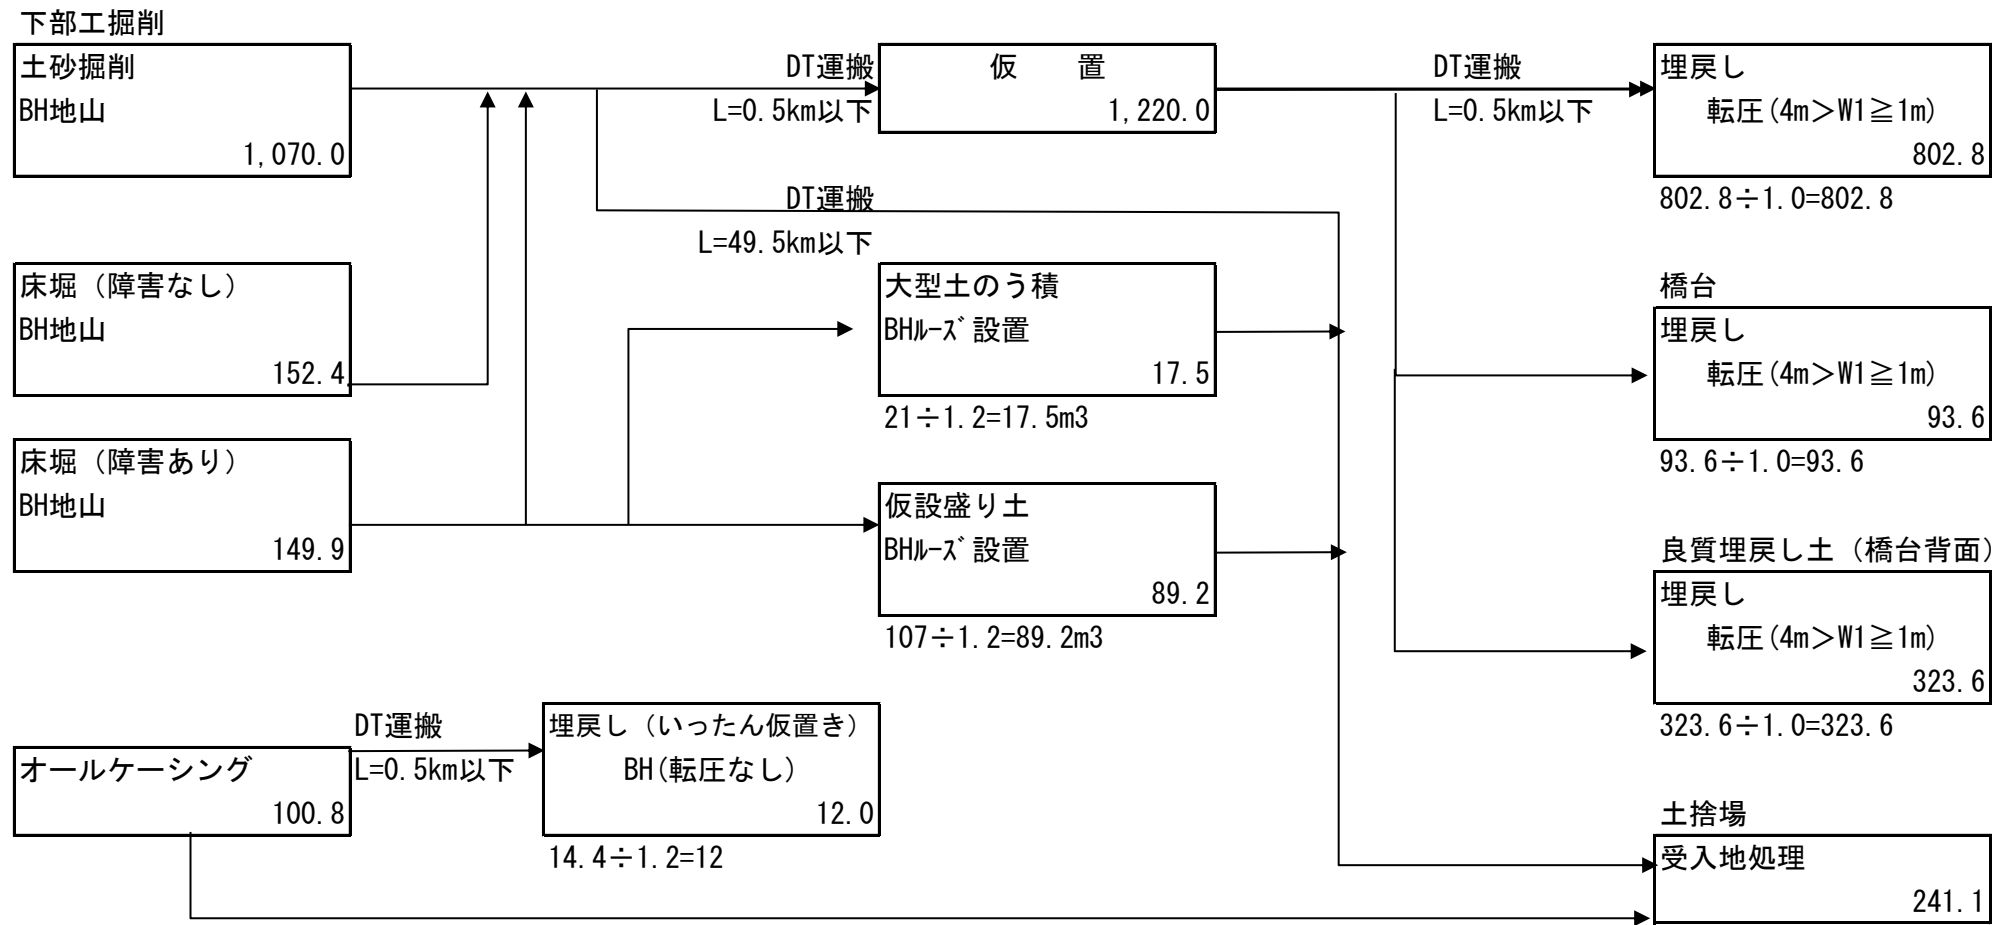 下部工掘削
土砂掘削
BH地山
1,070.0
DT運搬
L=0.5km以下
仮　　置
1,220.0
DT運搬
L=0.5km以下
埋戻し
転圧(4m＞W1≧1m)
802.8
802.8÷1.0=802.8
DT運搬
L=49.5km以下
床堀（障害なし）
BH地山
152.4
大型土のう積
BHﾙｰｽﾞ設置
17.5
21÷1.2=17.5m3
橋台
埋戻し
転圧(4m＞W1≧1m)
93.6
93.6÷1.0=93.6
床堀（障害あり）
BH地山
149.9
仮設盛り土
BHﾙｰｽﾞ設置
89.2
107÷1.2=89.2m3
良質埋戻し土（橋台背面）
埋戻し
転圧(4m＞W1≧1m)
323.6
323.6÷1.0=323.6
オールケーシング
100.8
DT運搬
L=0.5km以下
埋戻し（いったん仮置き）
BH(転圧なし)
12.0
14.4÷1.2=12
土捨場
受入地処理
241.1